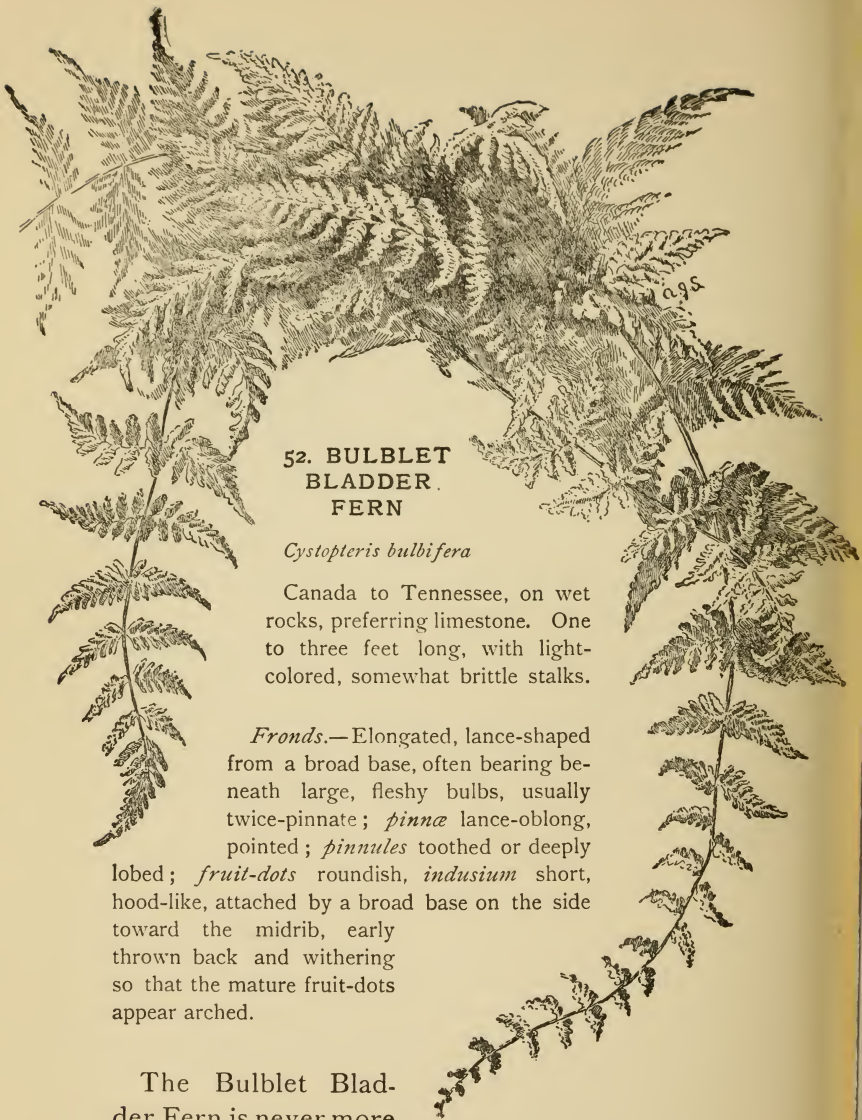 52. BULBLET
BLADDER
FERN
Cystopteris bulbifera
Canada to Tennessee, on wet
rocks, preferring limestone. One
to three feet long, with light-
colored, somewhat brittle stalks.
Fronds.—Elongated, lance-shaped
from a broad base, often bearing be-
neath large, fleshy bulbs, usually
twice-pinnate; pinnæ lance-oblong,
pointed; pinnules toothed or deeply
lobed; fruit-dots roundish, indusium short,
hood-like, attached by a broad base on the side
toward the midrib, early
thrown back and withering
so that the mature fruit-dots
appear arched.
The Bulblet Blad-
der Fern is never more